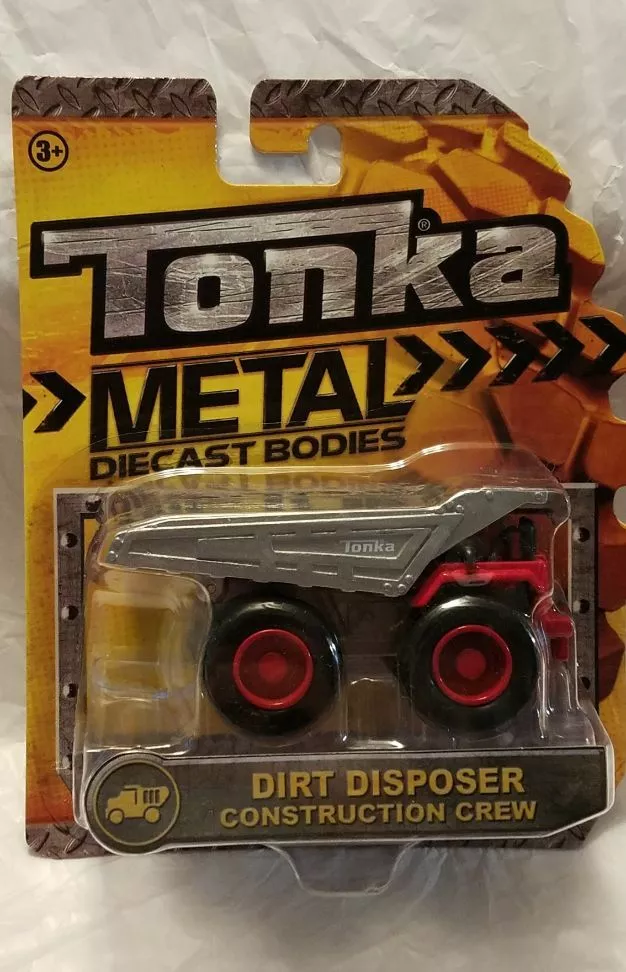 3+
Tonka®
METAL
DIECAST BODIES
Tonka
DIRT DISPOSER
CONSTRUCTION CREW